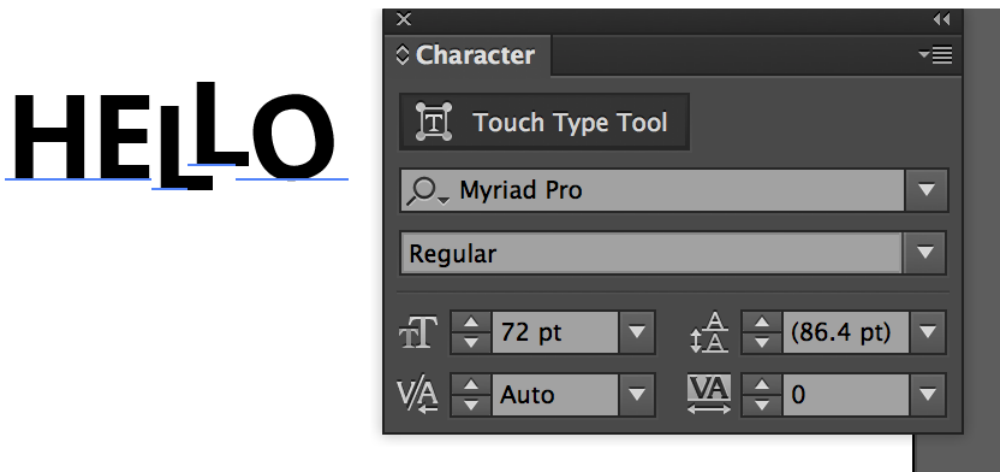 HELLO
Character
Touch Type Tool
Myriad Pro
Regular
72 pt
(86.4 pt)
Auto
0